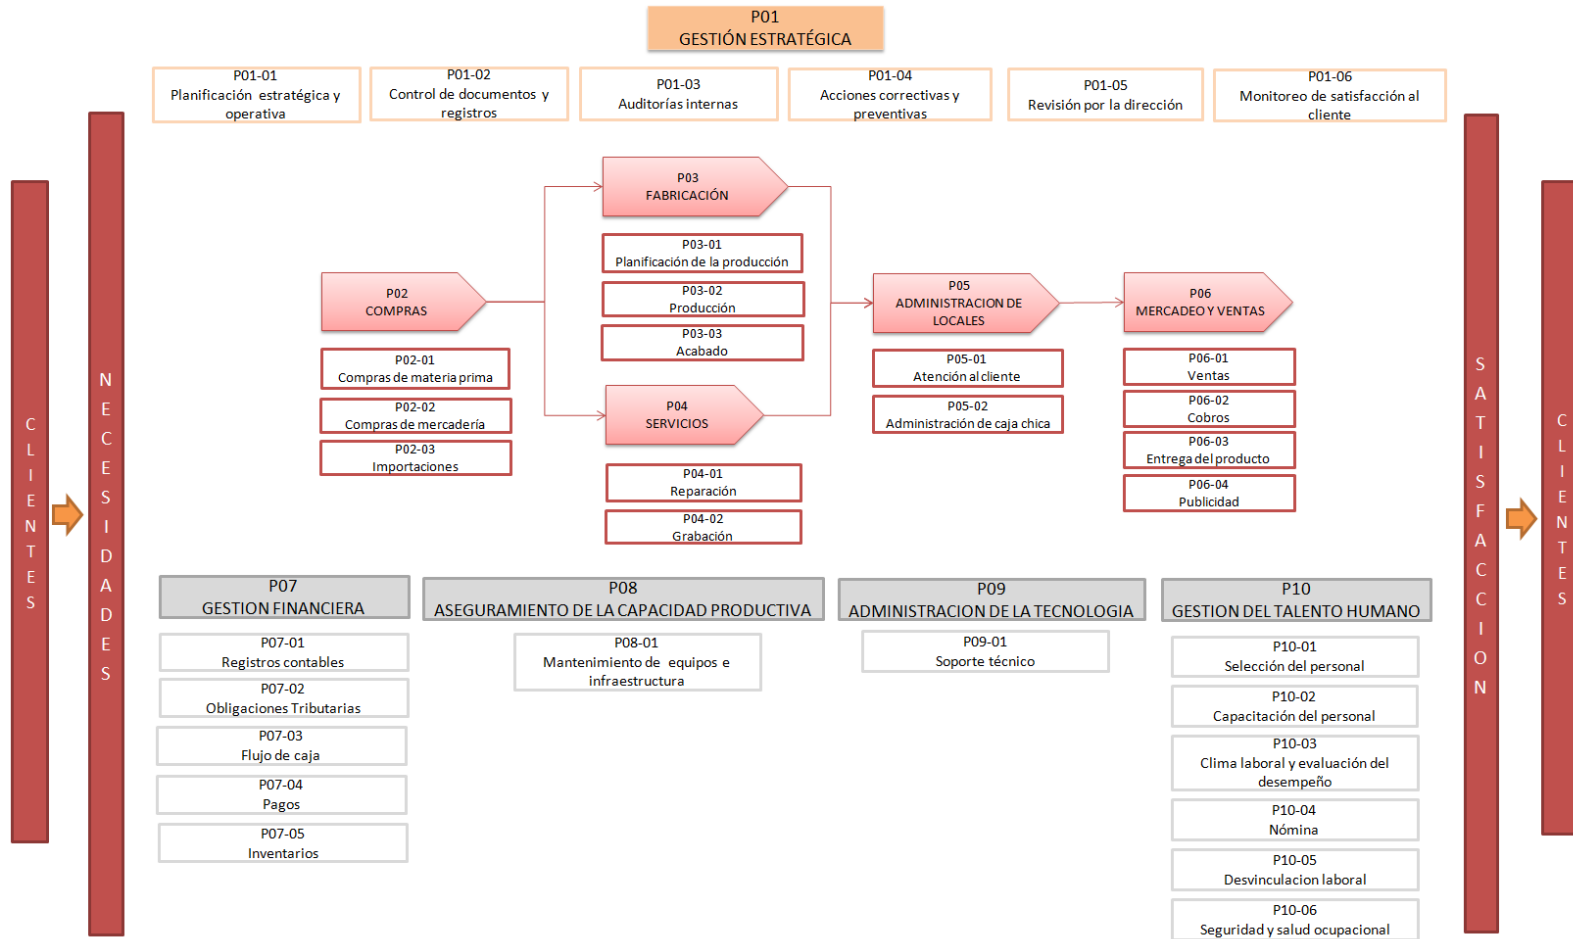 P01
GESTIÓN ESTRATÉGICA
P01-01
Planificación estratégica y
operativa
P01-02
Control de documentos y
registros
P01-03
Auditorías internas
P01-04
Acciones correctivas y
preventivas
P01-05
Revisión por la dirección
P01-06
Monitoreo de satisfacción al
cliente
CLIENTES
NECESIDADES
P02
COMPRAS
P02-01
Compras de materia prima
P02-02
Compras de mercadería
P02-03
Importaciones
P03
FABRICACIÓN
P03-01
Planificación de la producción
P03-02
Producción
P03-03
Acabado
P04
SERVICIOS
P04-01
Reparación
P04-02
Grabación
P05
ADMINISTRACION DE
LOCALES
P05-01
Atención al cliente
P05-02
Administración de caja chica
P06
MERCADEO Y VENTAS
P06-01
Ventas
P06-02
Cobros
P06-03
Entrega del producto
P06-04
Publicidad
SATISFACCION
CLIENTES
P07
GESTION FINANCIERA
P07-01
Registros contables
P07-02
Obligaciones Tributarias
P07-03
Flujo de caja
P07-04
Pagos
P07-05
Inventarios
P08
ASEGURAMIENTO DE LA CAPACIDAD PRODUCTIVA
P08-01
Mantenimiento de equipos e
infraestructura
P09
ADMINISTRACION DE LA TECNOLOGIA
P09-01
Soporte técnico
P10
GESTION DEL TALENTO HUMANO
P10-01
Selección del personal
P10-02
Capacitación del personal
P10-03
Clima laboral y evaluación del
desempeño
P10-04
Nómina
P10-05
Desvinculacion laboral
P10-06
Seguridad y salud ocupacional